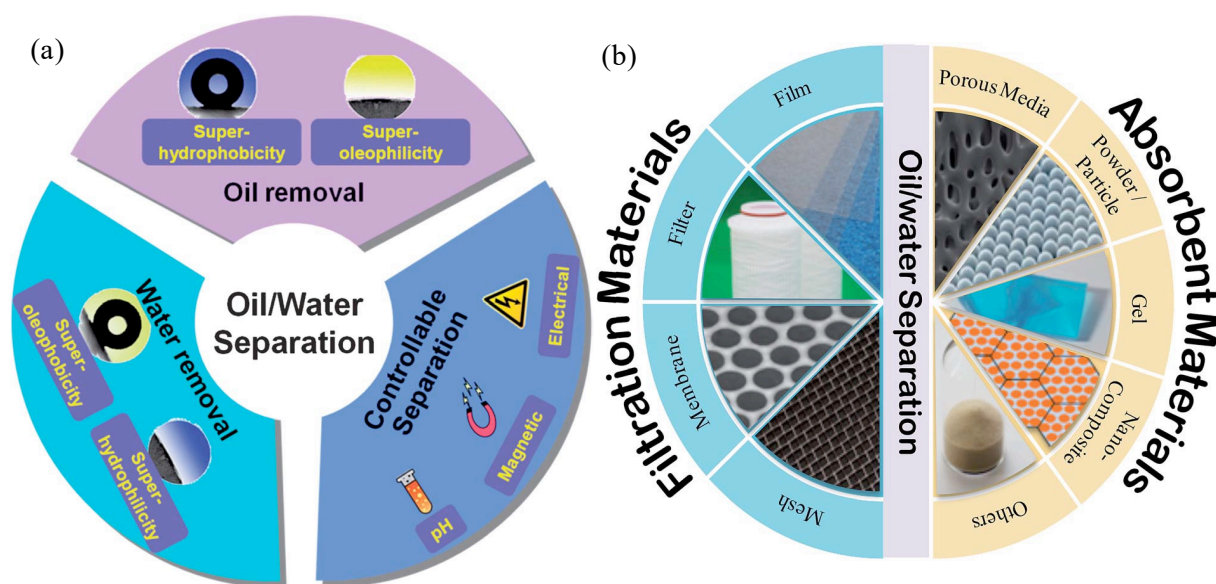 (a)
Super-
hydrophobicity
Super-
oleophilicity
Oil removal
Water removal
Super-
oleophobicity
Super-
hydrophilicity
Oil/Water
Separation
Controllable
Separation
Electrical
Magnetic
pH
(b)
Filtration Materials
Film
Filter
Membrane
Mesh
Oil/water Separation
Porous Media
Powder /
Particle
Gel
Nano-
Composite
Others
Absorbent Materials